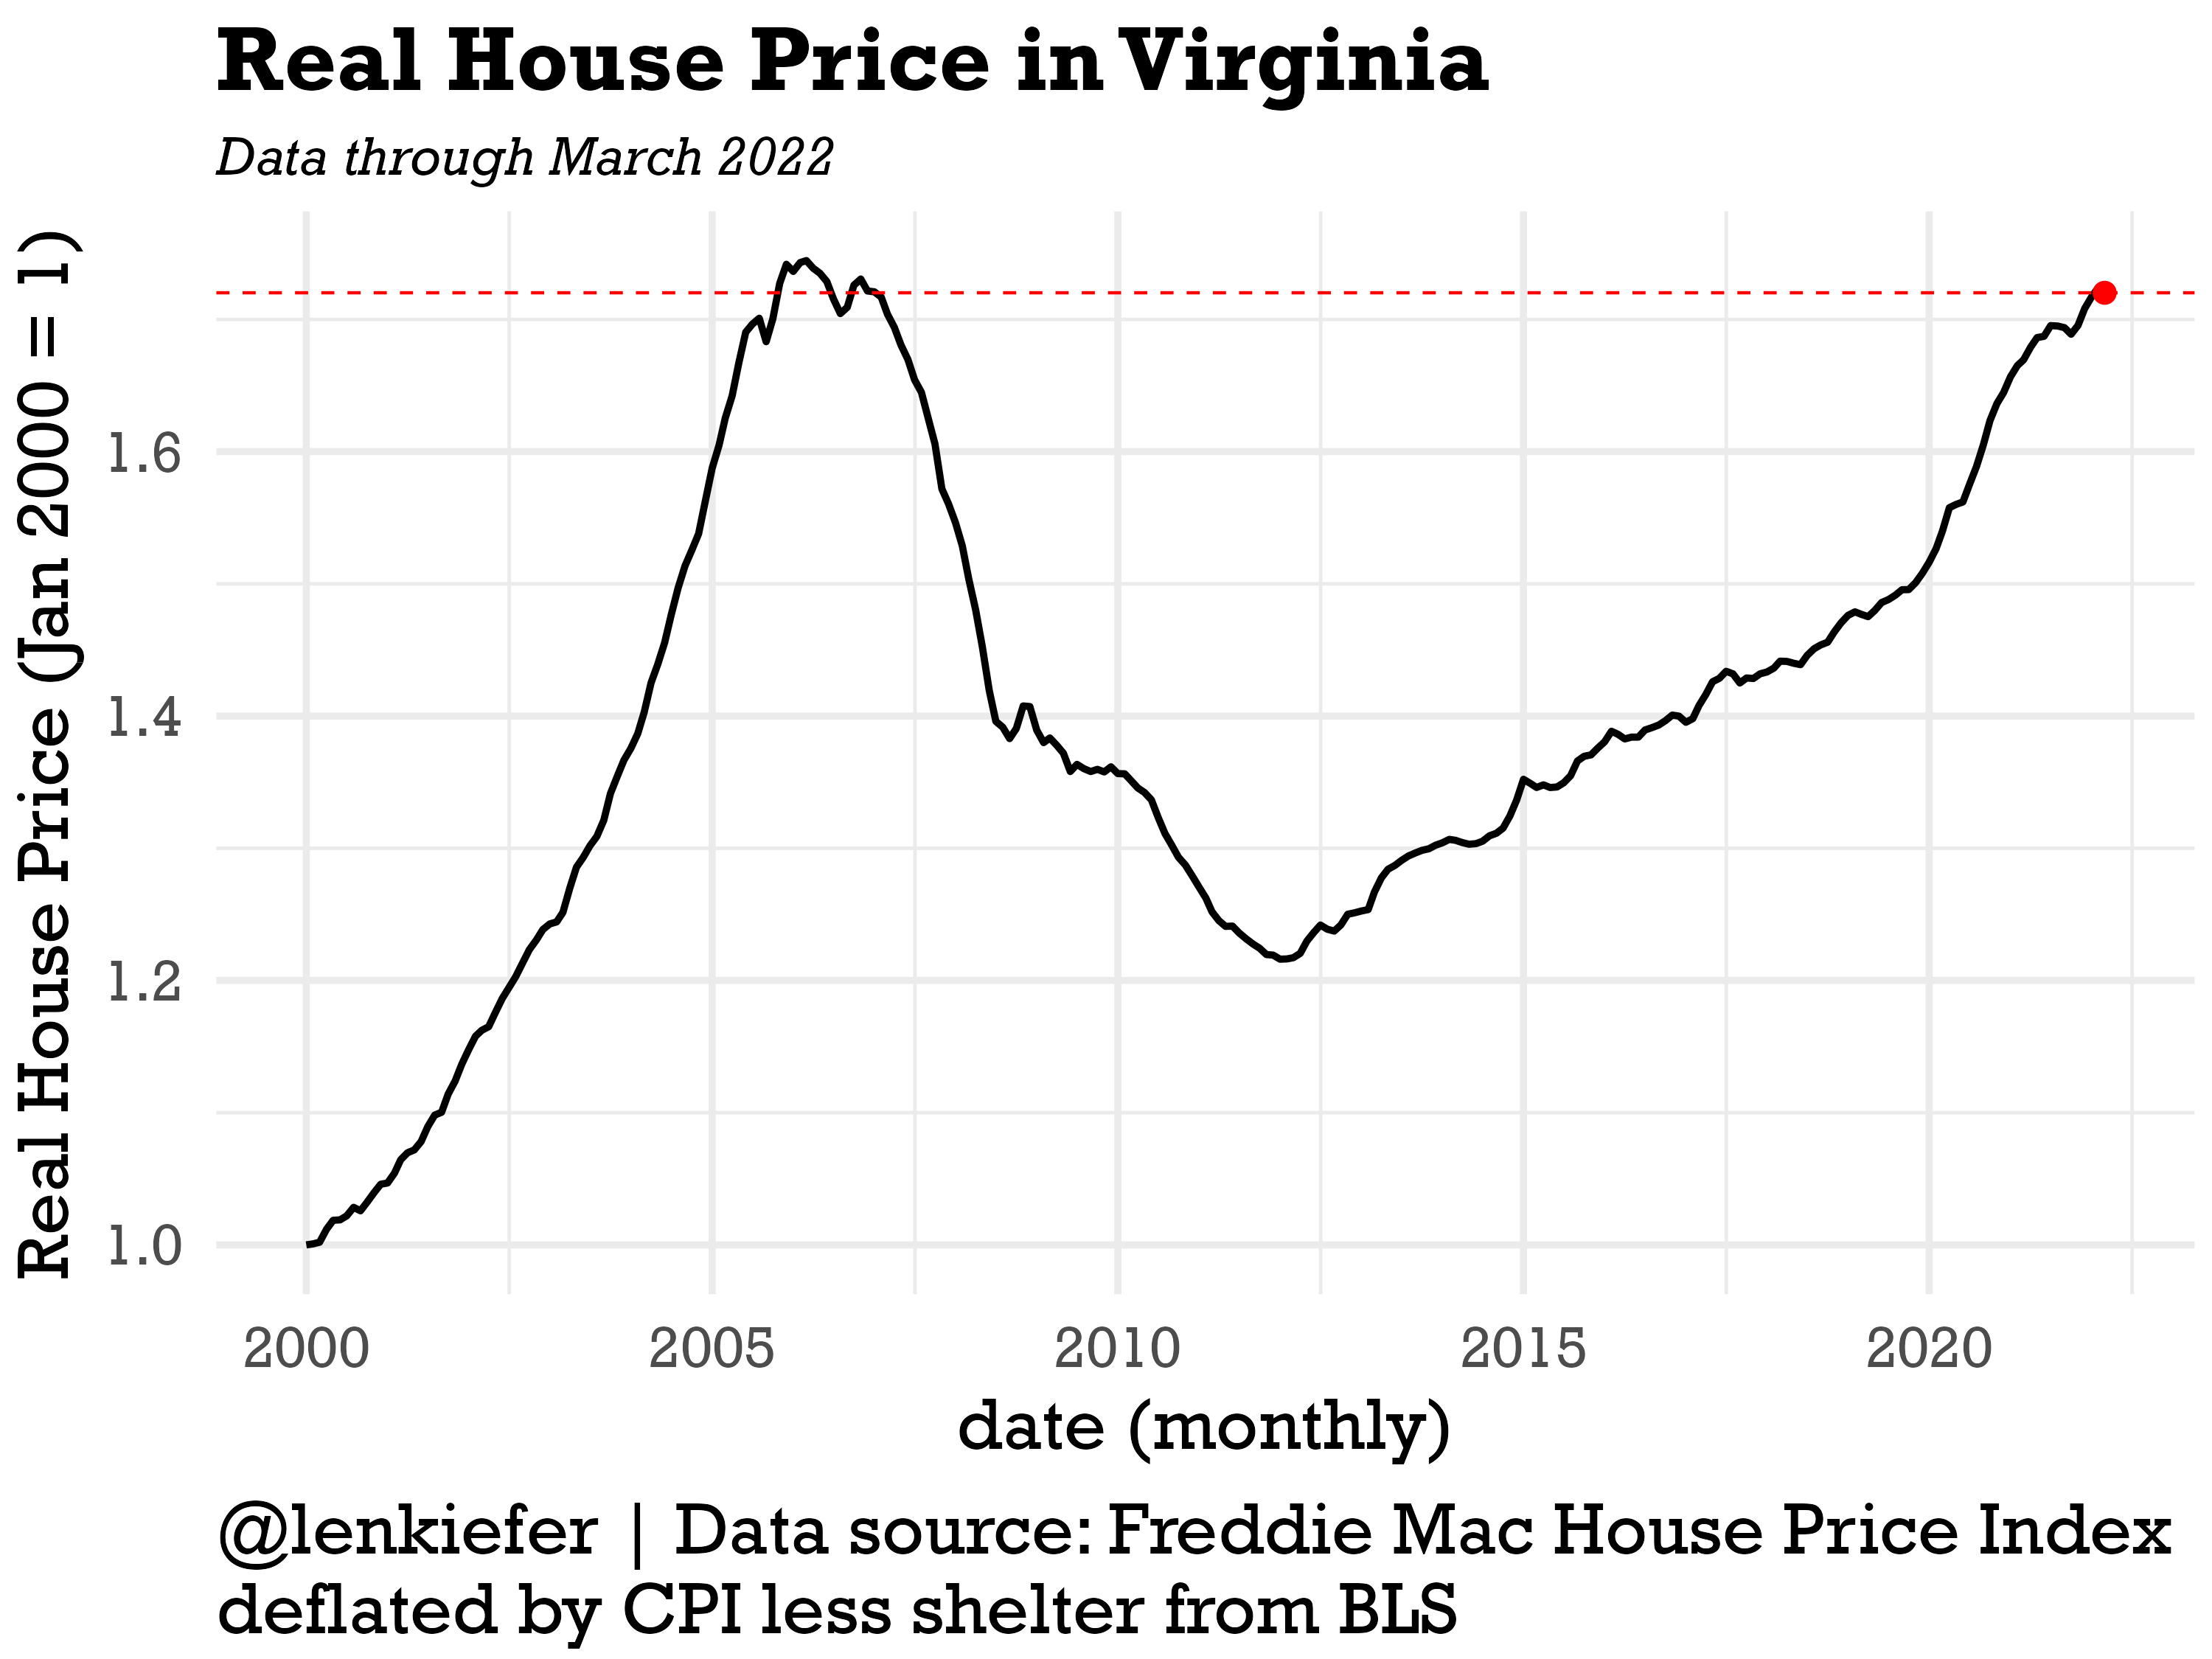 Real House Price in Virginia
Data through March 2022
Real House Price (Jan 2000 = 1)
1.6
1.4
1.2
1.0
2000 2005 2010 2015 2020
date (monthly)
@lenkiefer | Data source: Freddie Mac House Price Index
deflated by CPI less shelter from BLS